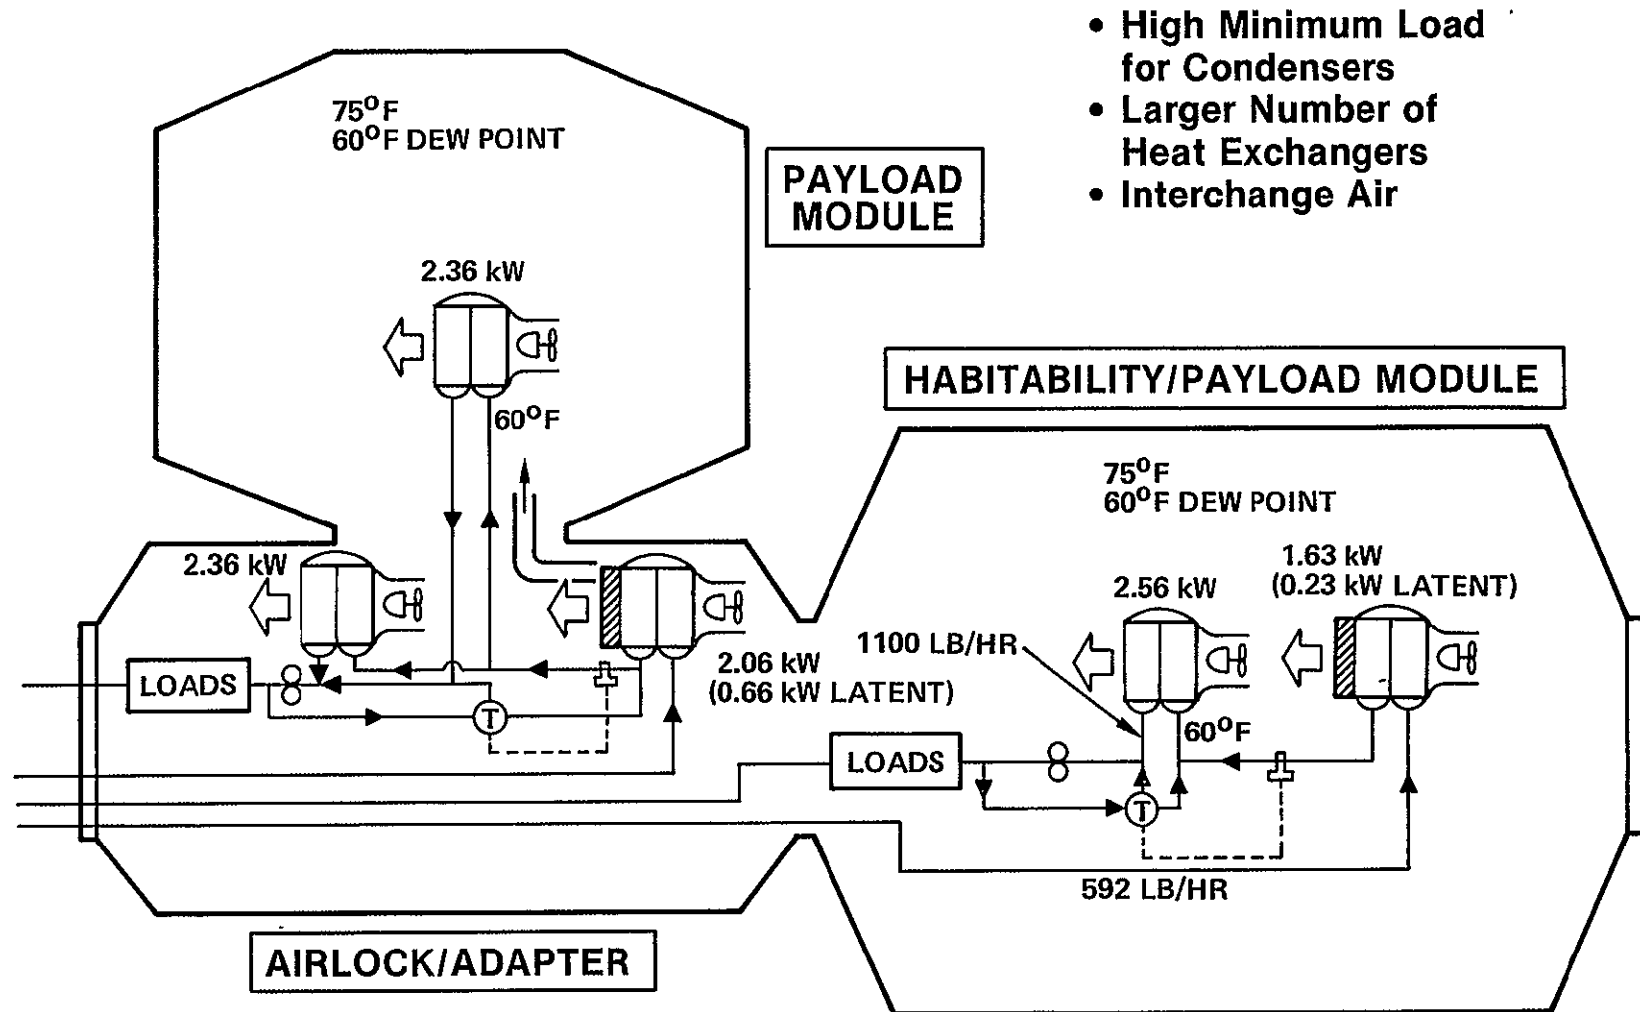 • High Minimum Load
for Condensers
• Larger Number of
Heat Exchangers
• Interchange Air
75°F
60°F DEW POINT
PAYLOAD
MODULE
2.36 kW
60°F
HABITABILITY/PAYLOAD MODULE
75°F
60°F DEW POINT
2.36 kW
2.06 kW
(0.66 kW LATENT)
LOADS
T
1100 LB/HR
2.56 kW
1.63 kW
(0.23 kW LATENT)
60°F
LOADS
T
592 LB/HR
AIRLOCK/ADAPTER